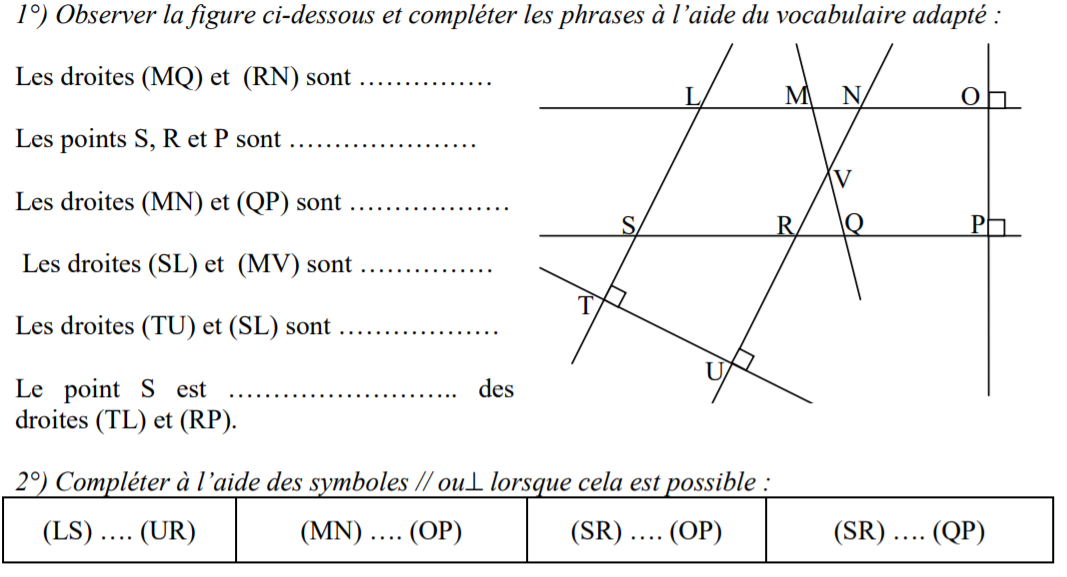 1°) Observer la figure ci-dessous et compléter les phrases à l’aide du vocabulaire adapté :
Les droites (MQ) et (RN) sont ……………
Les points S, R et P sont …………………
Les droites (MN) et (QP) sont ………………
Les droites (SL) et (MV) sont ……………
Les droites (TU) et (SL) sont ………………
Le point S est …………………….. des
droites (TL) et (RP).
L M N O
V
S R Q P
T
U
2°) Compléter à l’aide des symboles // ou⊥ lorsque cela est possible :
(LS) …. (UR) (MN) …. (OP) (SR) …. (OP) (SR) …. (QP)